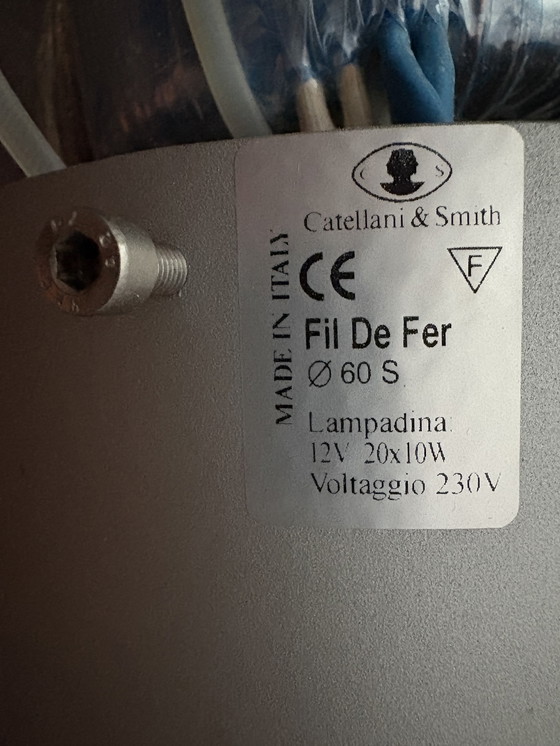 C S
Catellani & Smith
MADE IN ITALY
CE
F
Fil De Fer
Ø 60 S
Lampadina:
12V 20x10W
Voltaggio 230V